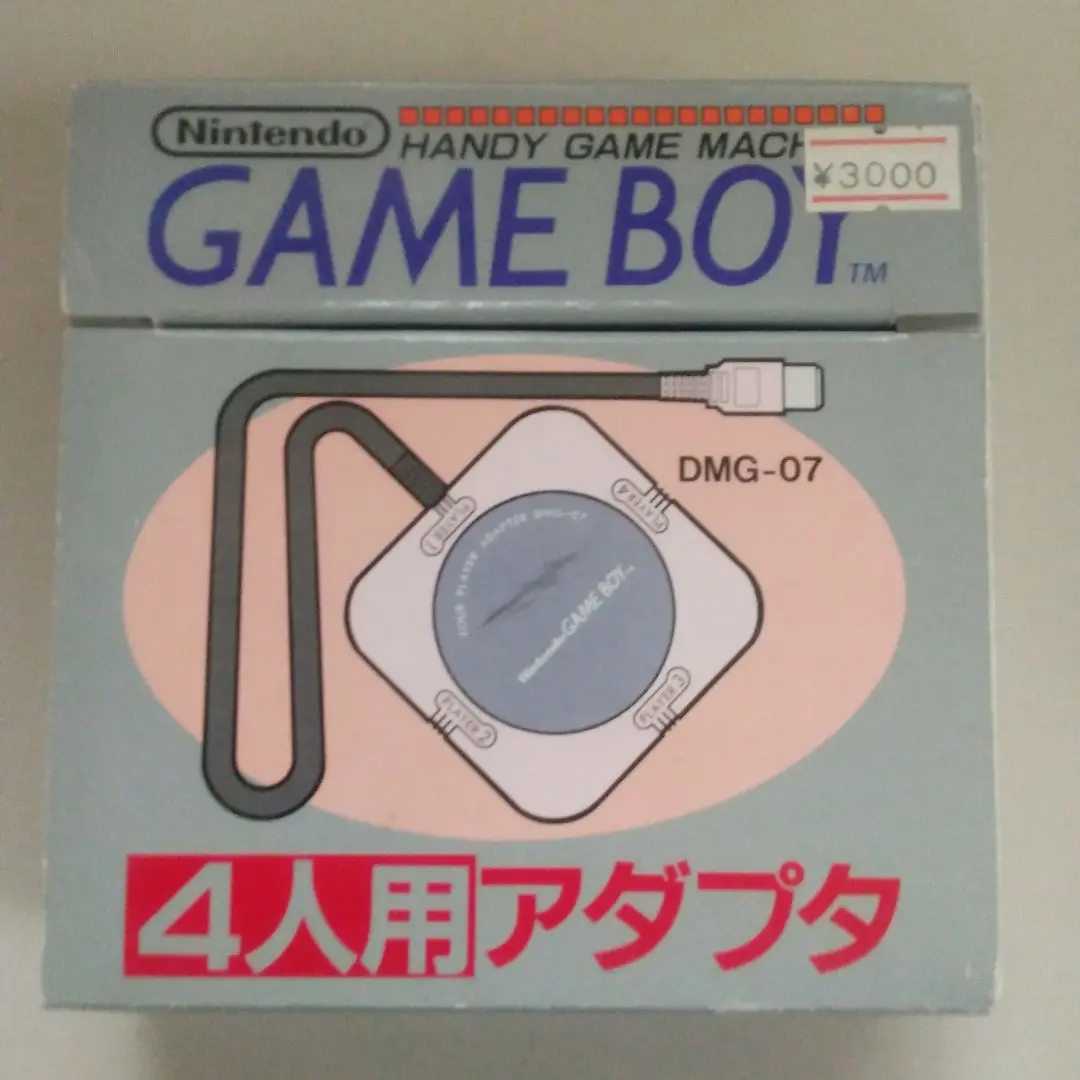 Nintendo
HANDY GAME MACH
¥3000
GAME BOY
TM
DMG-07
PLAYER 1
PLAYER 4
FOUR PLAYER ADAPTER DMG-07
Nintendo GAME BOY
PLAYER 2
PLAYER 3
4人用アダプタ